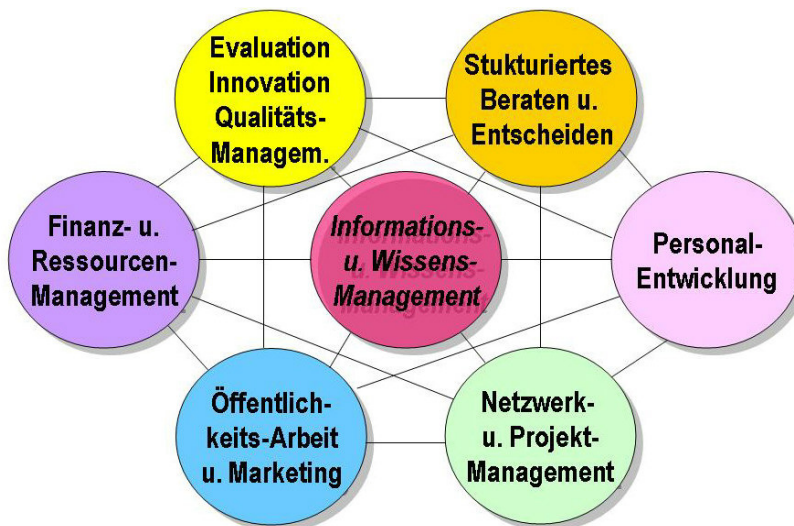 Evaluation
Innovation
Qualitäts-
Managem.
Stukturiertes
Beraten u.
Entscheiden
Finanz- u.
Ressourcen-
Management
Informations-
u. Wissens-
Management
Personal-
Entwicklung
Öffentlich-
keits-Arbeit
u. Marketing
Netzwerk-
u. Projekt-
Management